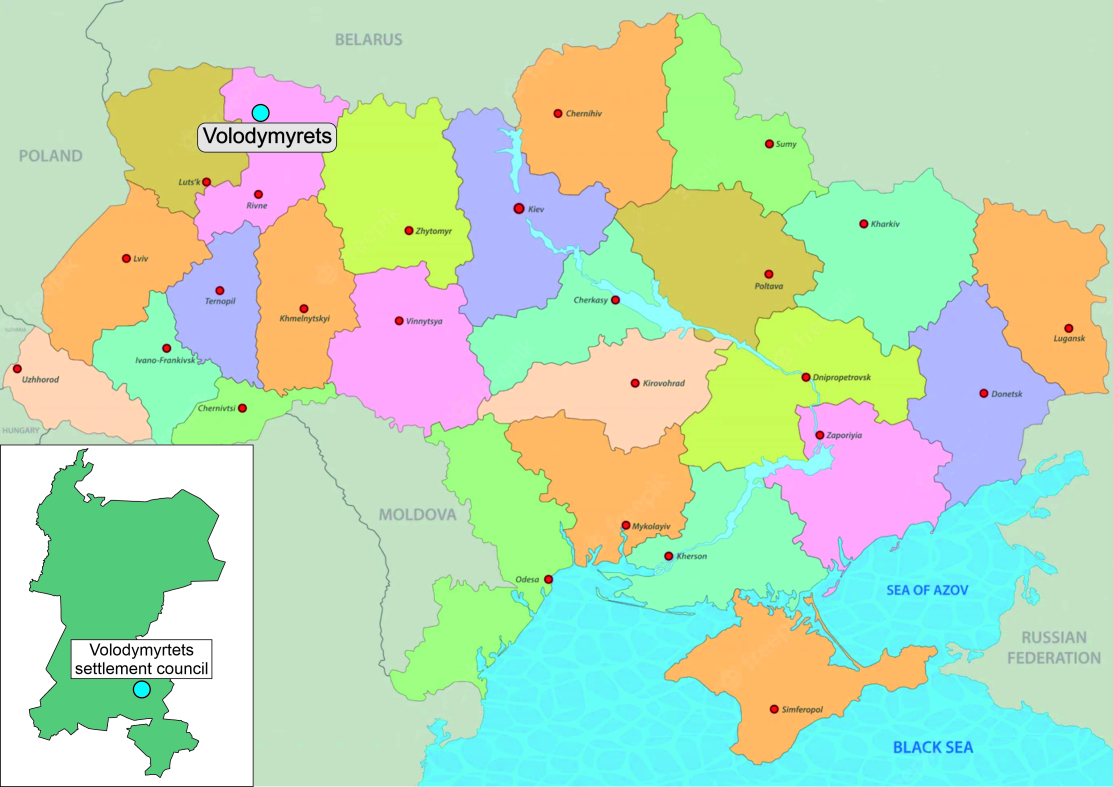 BELARUS
Chernihiv
Volodymyrets
Sumy
POLAND
Luts'k
Rivne
Kiev
Kharkiv
Zhytomyr
Lviv
Poltava
Ternopil
Cherkasy
Khmelnytskyi
Vinnytsya
Lugansk
Ivano-Frankivsk
Uzhhorod
Dnipropetrovsk
Kirovohrad
Donetsk
Chernivtsi
HUNGARY
Zaporiyia
MOLDOVA
Mykolayiv
Kherson
Odesa
SEA OF AZOV
RUSSIAN
FEDERATION
Volodymyrtets
settlement council
Simferopol
BLACK SEA